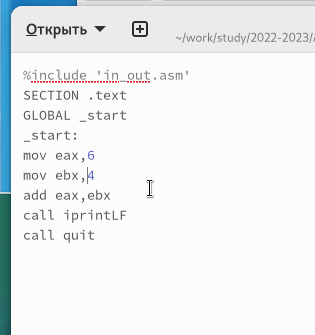 Открыть
~/work/study/2022-2023/
%include 'in_out.asm'
SECTION .text
GLOBAL _start
_start:
mov eax,6
mov ebx,4
add eax,ebx
call iprintLF
call quit